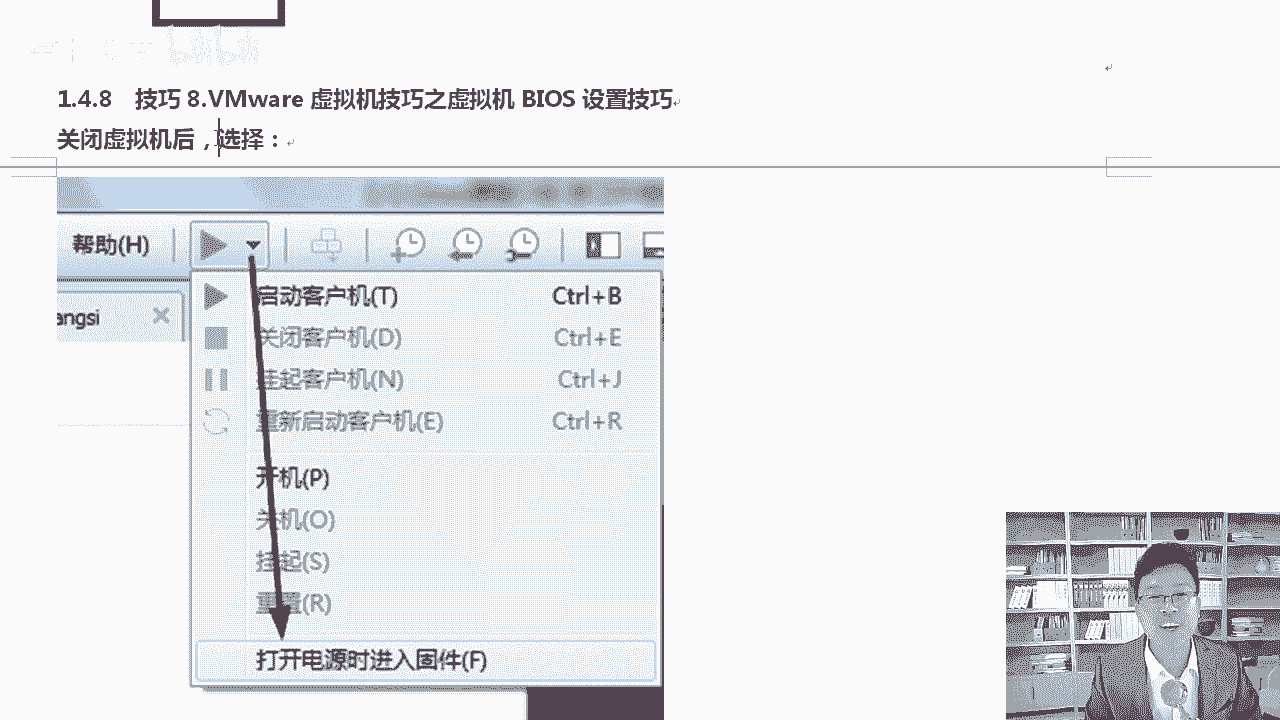 1.4.8 技巧 8.VMware 虚拟机技巧之虚拟机 BIOS 设置技巧
关闭虚拟机后，选择：
帮助(H)
angsi
启动客户机(T) Ctrl+B
关闭客户机(D) Ctrl+E
挂起客户机(N) Ctrl+J
重新启动客户机(E) Ctrl+R
开机(P)
关机(O)
挂起(S)
重置(R)
打开电源时进入固件(F)